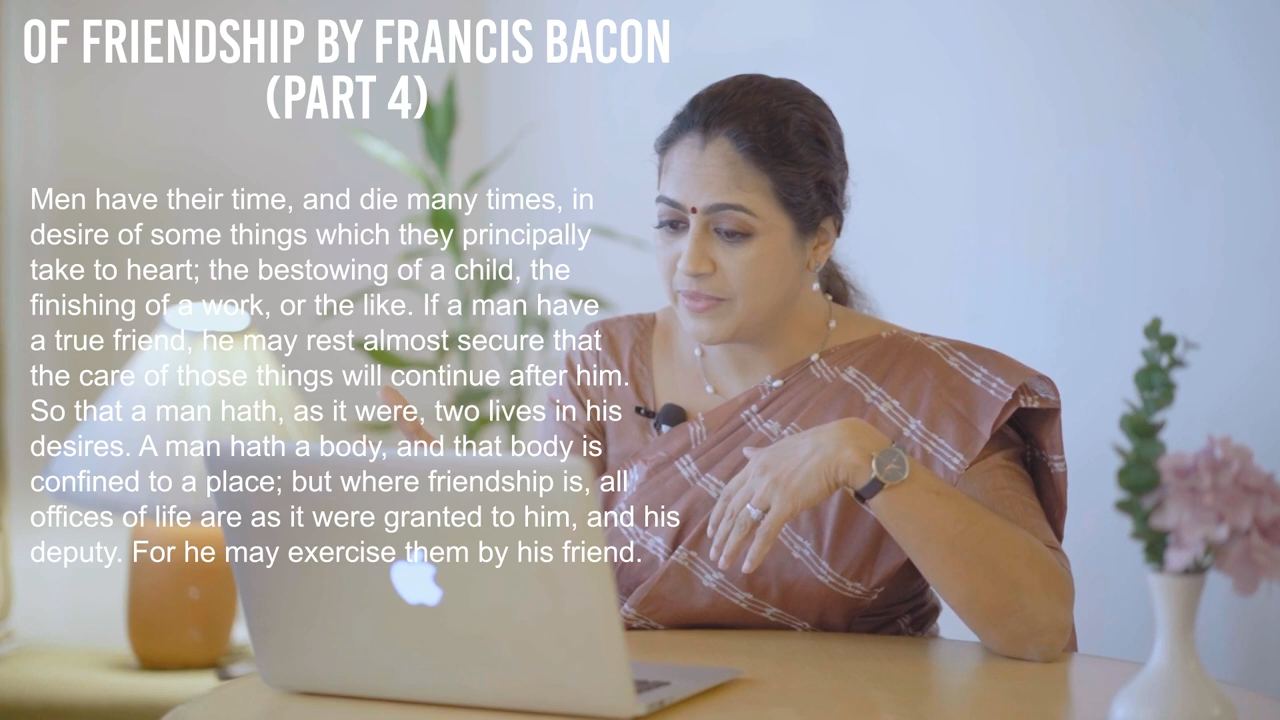 OF FRIENDSHIP BY FRANCIS BACON
(PART 4)
Men have their time, and die many times, in
desire of some things which they principally
take to heart; the bestowing of a child, the
finishing of a work, or the like. If a man have
a true friend, he may rest almost secure that
the care of those things will continue after him.
So that a man hath, as it were, two lives in his
desires. A man hath a body, and that body is
confined to a place; but where friendship is, all
offices of life are as it were granted to him, and his
deputy. For he may exercise them by his friend.